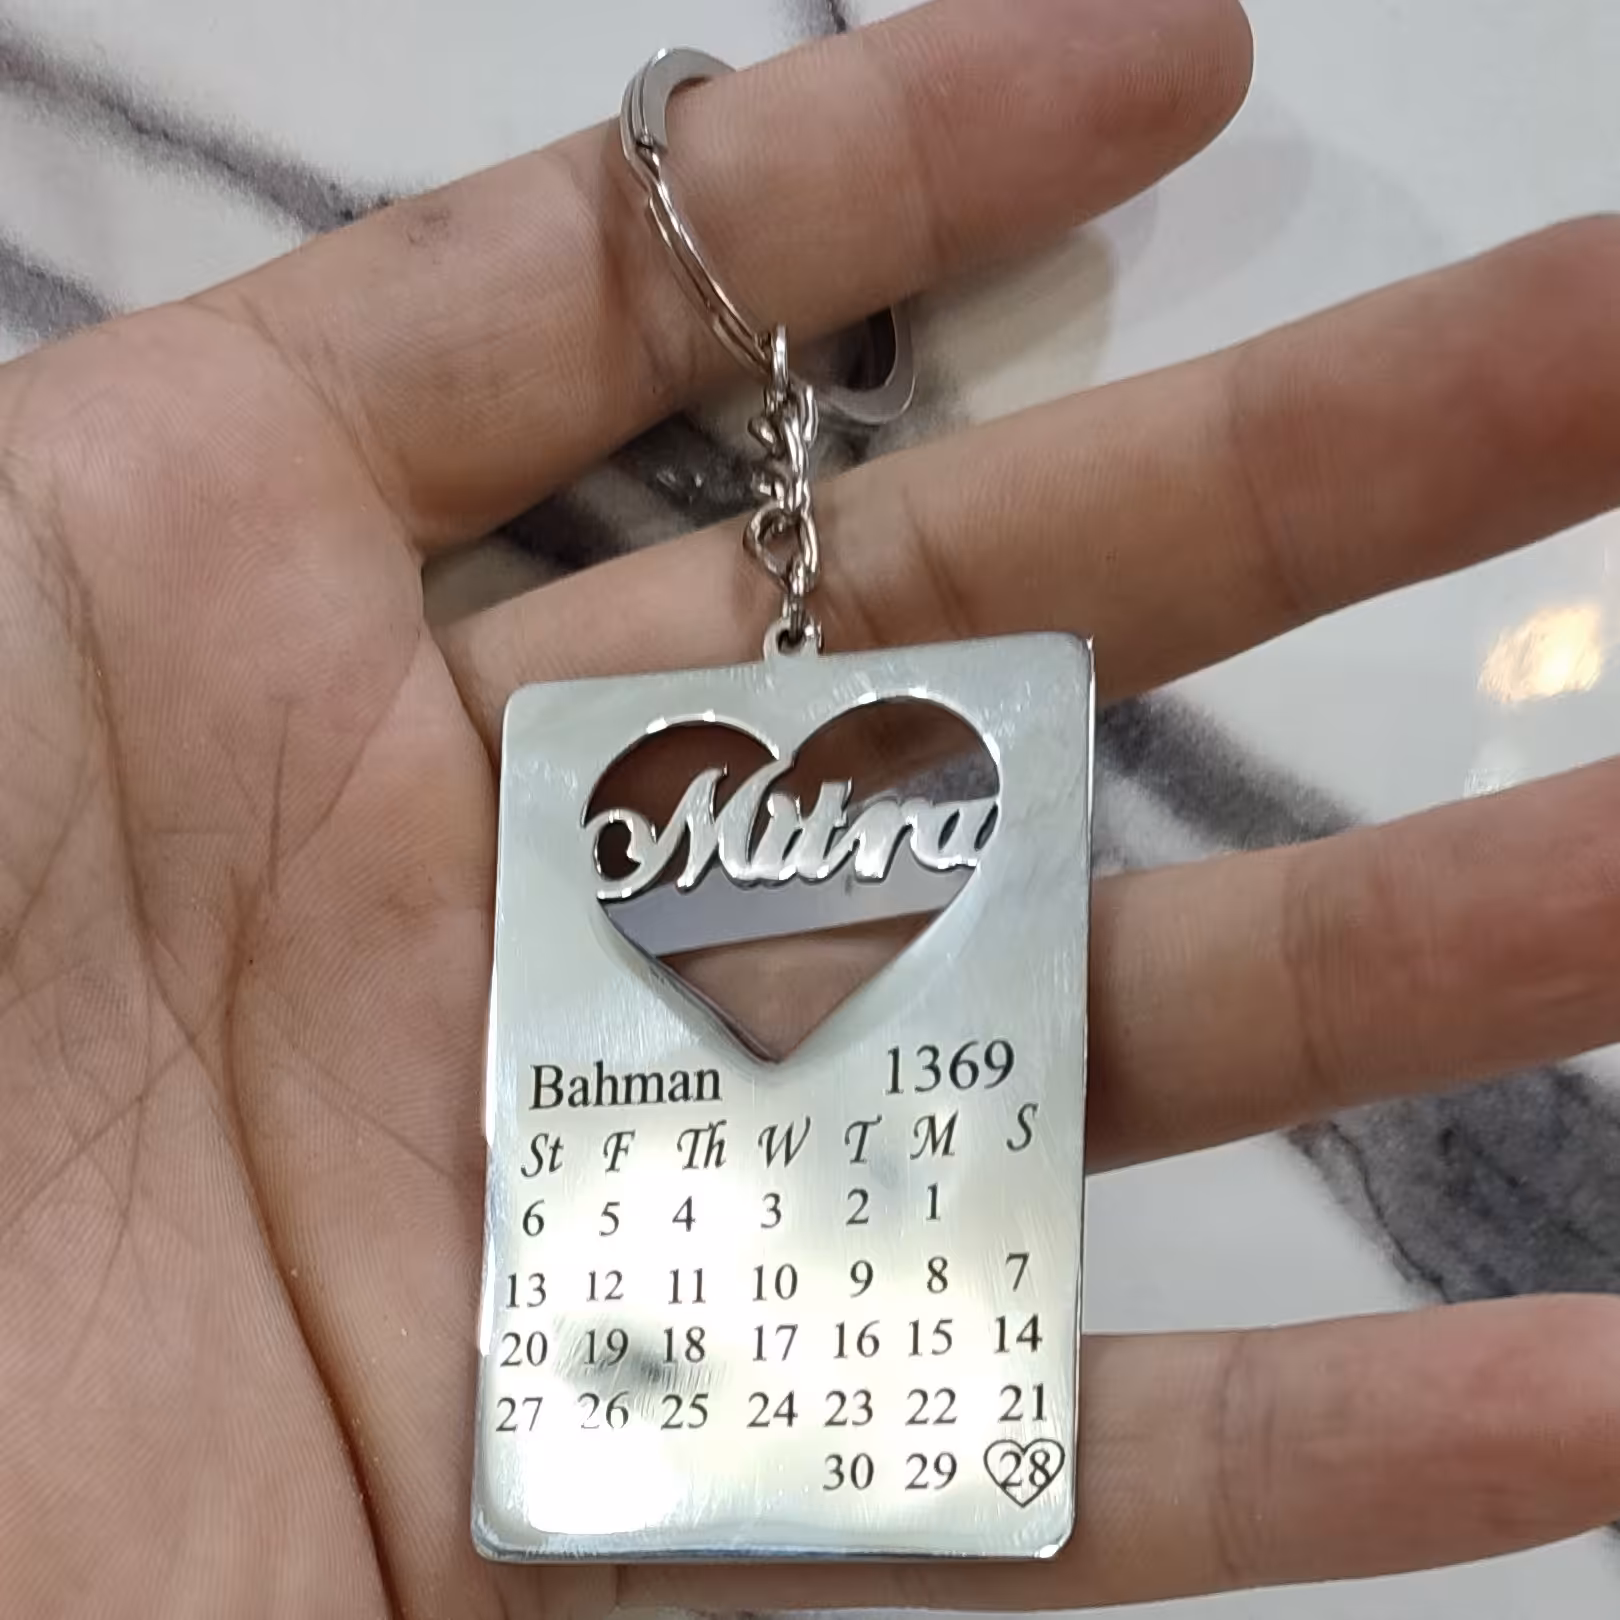 Mitra
Bahman 1369
St F Th W T M S
6 5 4 3 2 1
13 12 11 10 9 8 7
20 19 18 17 16 15 14
27 26 25 24 23 22 21
30 29 28